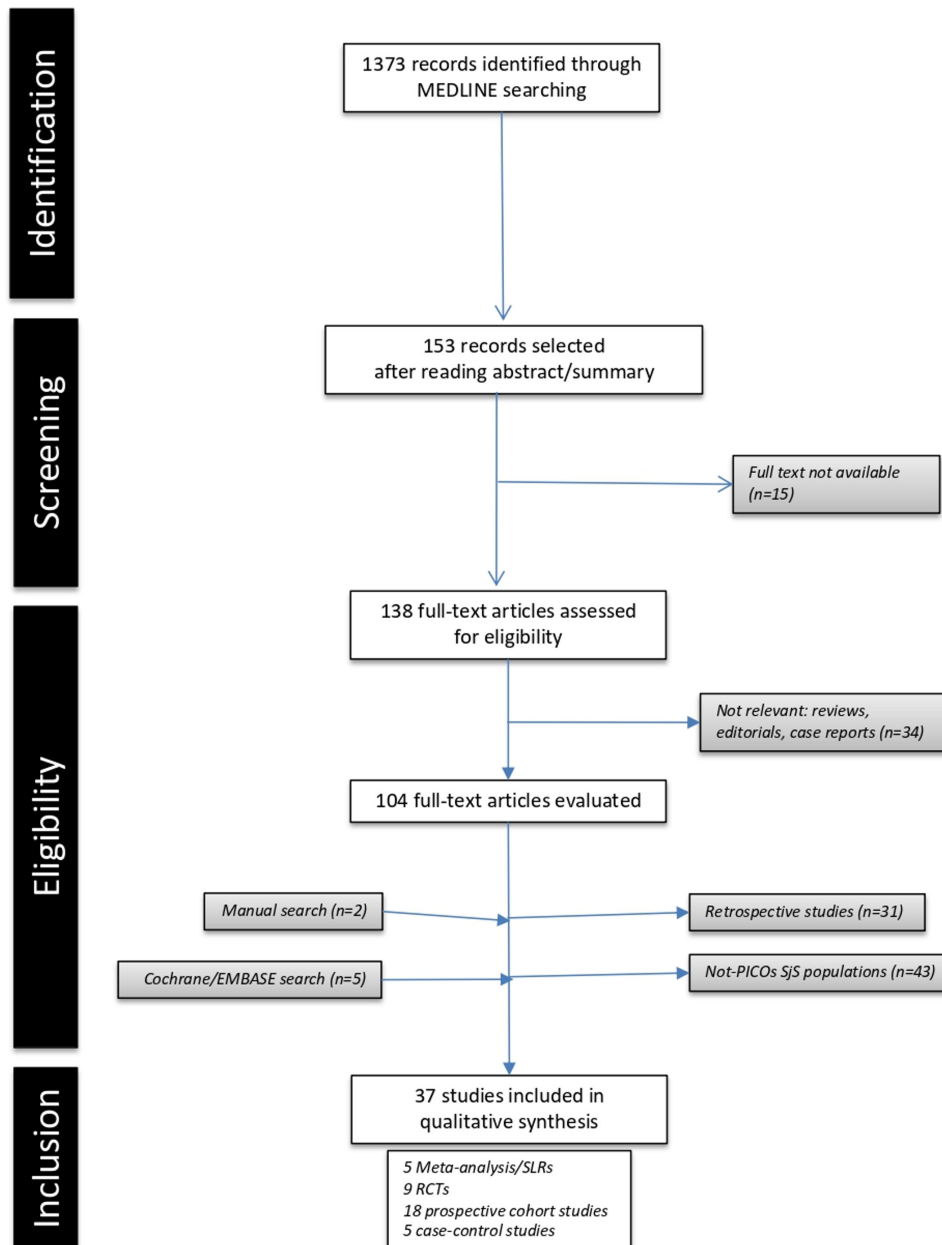 Identification
1373 records identified through
MEDLINE searching
Screening
153 records selected
after reading abstract/summary
Full text not available
(n=15)
Eligibility
138 full-text articles assessed
for eligibility
Not relevant: reviews,
editorials, case reports (n=34)
104 full-text articles evaluated
Manual search (n=2)
Retrospective studies (n=31)
Cochrane/EMBASE search (n=5)
Not-PICOs SjS populations (n=43)
Inclusion
37 studies included in
qualitative synthesis
5 Meta-analysis/SLRs
9 RCTs
18 prospective cohort studies
5 case-control studies